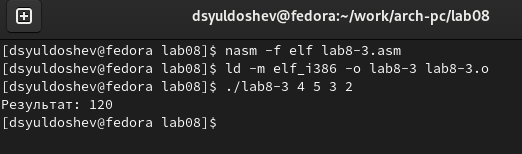 dsyuldoshev@fedora:~/work/arch-pc/lab08
[dsyuldoshev@fedora lab08]$ nasm -f elf lab8-3.asm
[dsyuldoshev@fedora lab08]$ ld -m elf_i386 -o lab8-3 lab8-3.o
[dsyuldoshev@fedora lab08]$ ./lab8-3 4 5 3 2
Результат: 120
[dsyuldoshev@fedora lab08]$